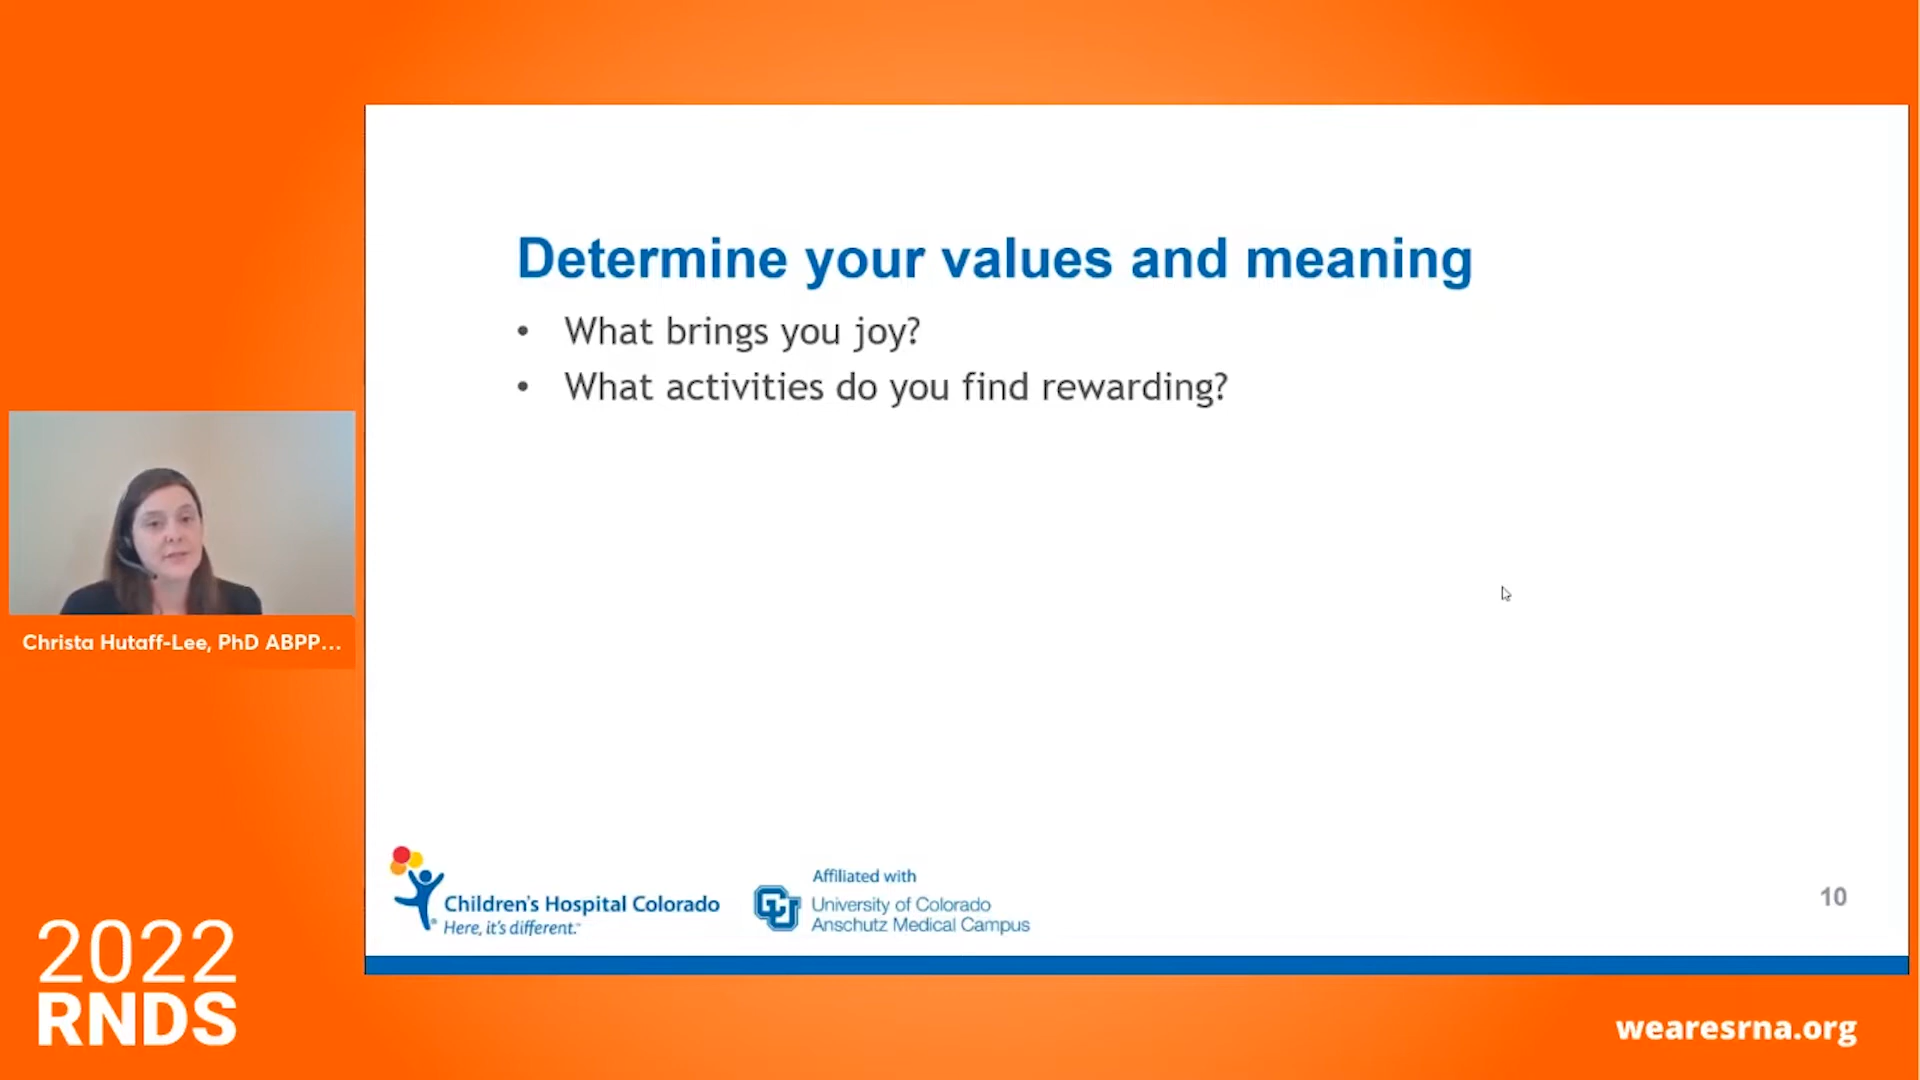 Determine your values and meaning
• What brings you joy?
• What activities do you find rewarding?
Christa Hutaff-Lee, PhD ABPP...
Children's Hospital Colorado
Here, it's different.™
Affiliated with
CU
University of Colorado
Anschutz Medical Campus
10
2022
RNDS
wearesrna.org